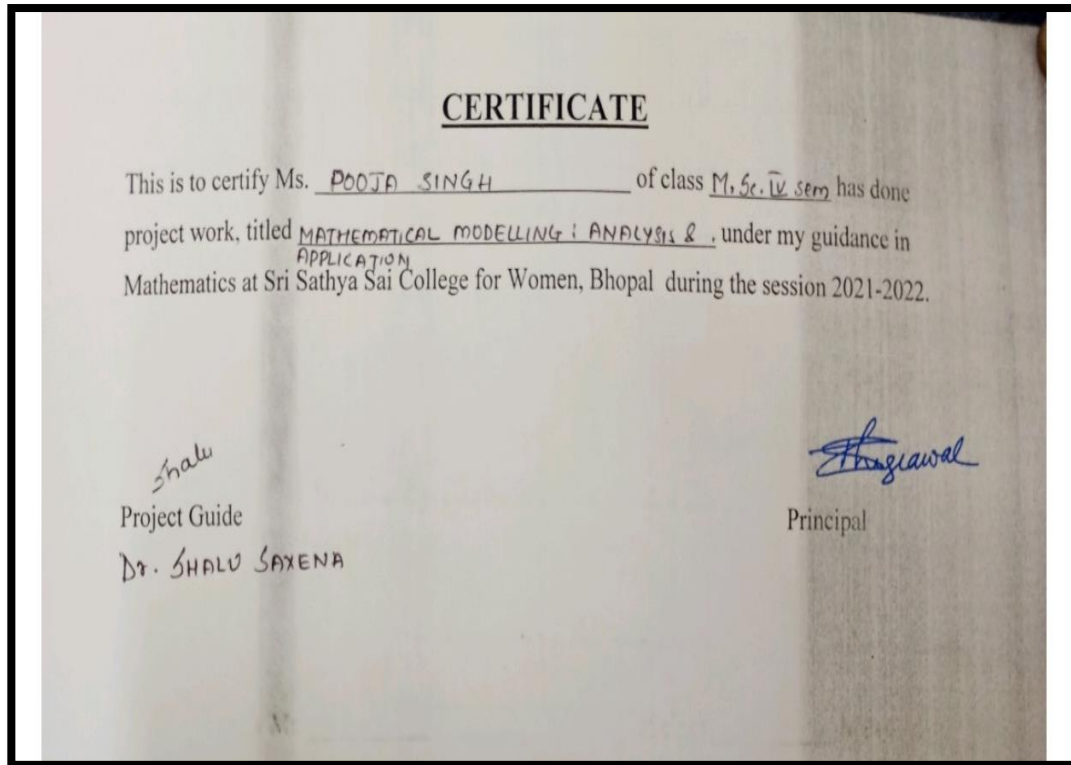 CERTIFICATE
This is to certify Ms. POOJA SINGH of class M.Sc. IV sem has done
project work, titled MATHEMATICAL MODELLING : ANALYSIS & . under my guidance in
APPLICATION
Mathematics at Sri Sathya Sai College for Women, Bhopal during the session 2021-2022.
Shalu
Project Guide
Principal
Dr. SHALU SAXENA